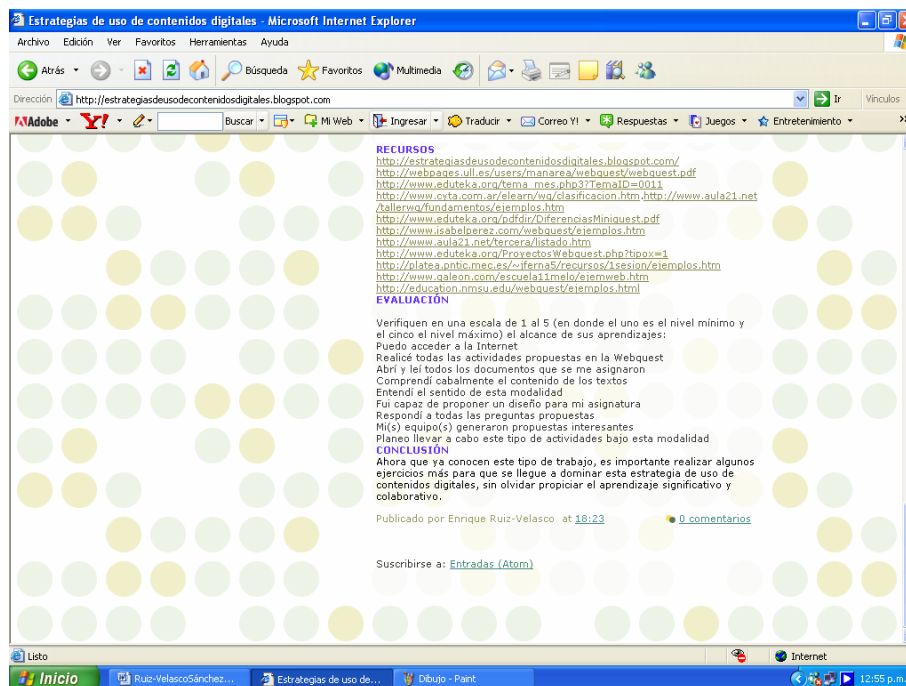 Estrategias de uso de contenidos digitales - Microsoft Internet Explorer
Archivo Edición Ver Favoritos Herramientas Ayuda
Atrás Búsqueda Favoritos Multimedia
Dirección http://estrategiasdeusodecontenidosdigitales.blogspot.com Ir Vínculos
Adobe Y! Buscar Mi Web Ingresar Traducir Correo Y! Respuestas Juegos Entretenimiento »
RECURSOS
http://estrategiasdeusodecontenidosdigitales.blogspot.com/
http://webpages.ull.es/users/manarea/webquest/webquest.pdf
http://www.eduteka.org/tema_mes.php3?TemaID=0011
http://www.cyta.com.ar/elearn/wq/clasificacion.htm.http://www.aula21.net
/tallerwq/fundamentos/ejemplos.htm
http://www.eduteka.org/pdfdir/DiferenciasMiniquest.pdf
http://www.isabelperez.com/webquest/ejemplos.htm
http://www.aula21.net/tercera/listado.htm
http://www.eduteka.org/ProyectosWebquest.php?tipox=1
http://platea.pntic.mec.es/~jferna5/recursos/1sesion/ejemplos.htm
http://www.galeon.com/escuela11melo/ejemweb.htm
http://education.nmsu.edu/webquest/ejemplos.html
EVALUACIÓN
Verifiquen en una escala de 1 al 5 (en donde el uno es el nivel mínimo y
el cinco el nivel máximo) el alcance de sus aprendizajes:
Puedo acceder a la Internet
Realicé todas las actividades propuestas en la Webquest
Abrí y leí todos los documentos que se me asignaron
Comprendí cabalmente el contenido de los textos
Entendí el sentido de esta modalidad
Fui capaz de proponer un diseño para mi asignatura
Respondí a todas las preguntas propuestas
Mi(s) equipo(s) generaron propuestas interesantes
Planeo llevar a cabo este tipo de actividades bajo esta modalidad
CONCLUSIÓN
Ahora que ya conocen este tipo de trabajo, es importante realizar algunos
ejercicios más para que se llegue a dominar esta estrategia de uso de
contenidos digitales, sin olvidar propiciar el aprendizaje significativo y
colaborativo.
Publicado por Enrique Ruiz-Velasco at 18:23 0 comentarios
Suscribirse a: Entradas (Atom)
Listo Internet
Inicio Ruiz-VelascoSánchez... Estrategias de uso de... Dibujo - Paint 12:55 p.m.